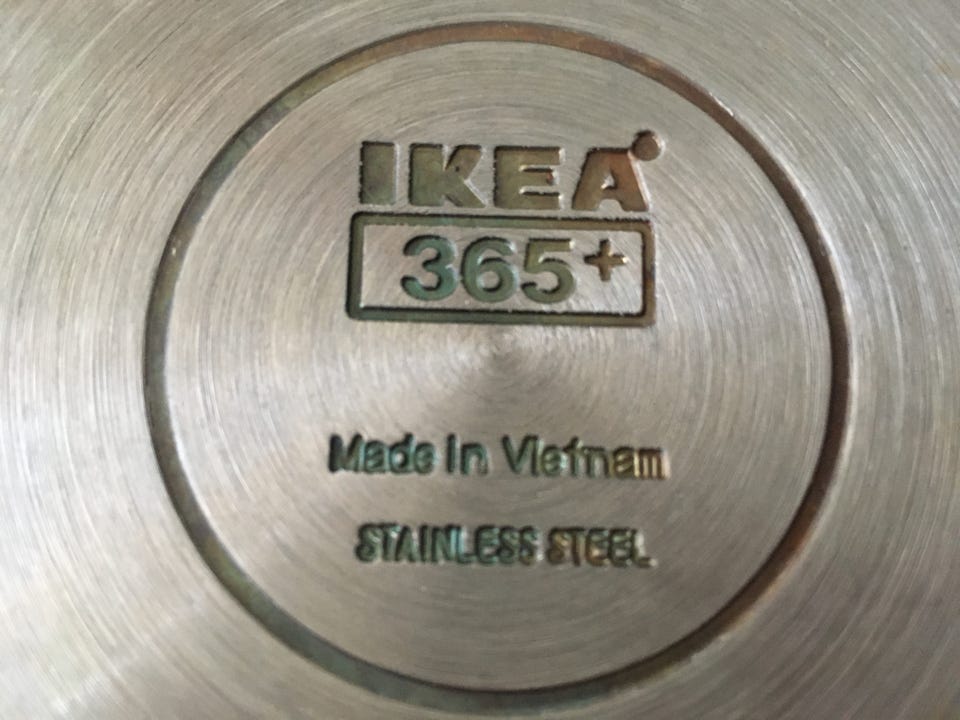 IKEA
365+
Made in Vietnam
STAINLESS STEEL